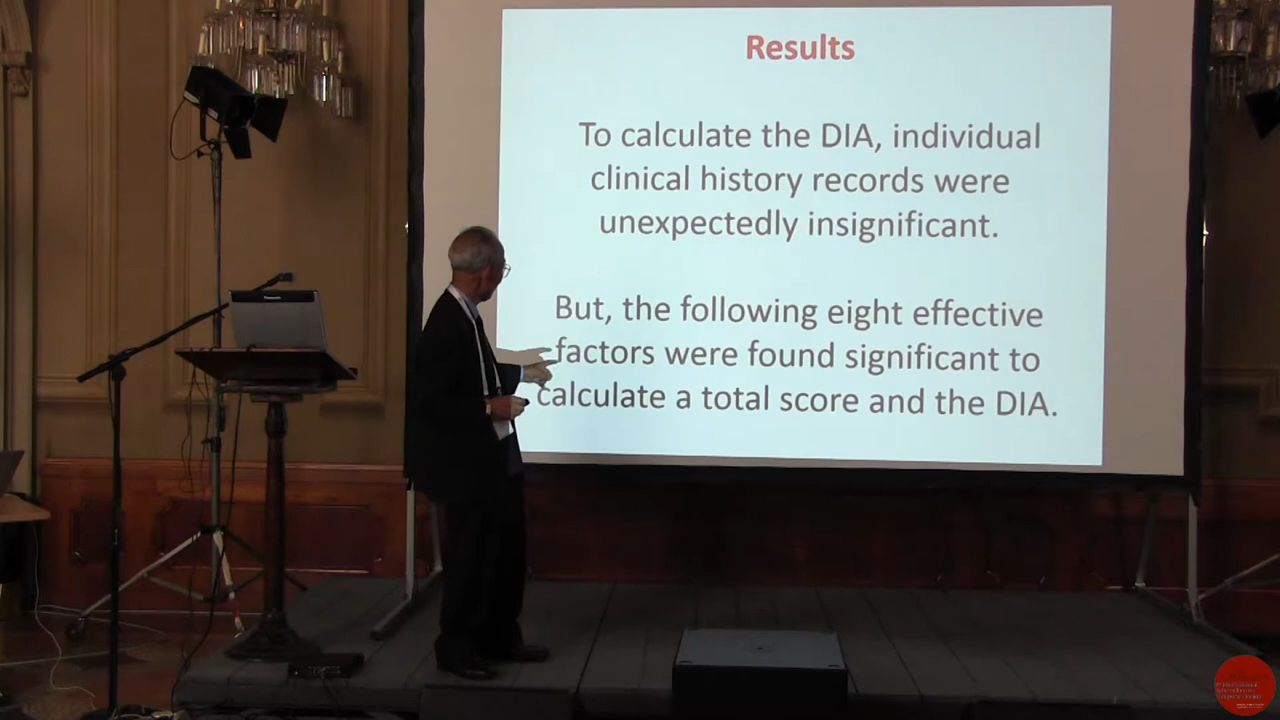 Results
To calculate the DIA, individual
clinical history records were
unexpectedly insignificant.
But, the following eight effective
factors were found significant to
calculate a total score and the DIA.